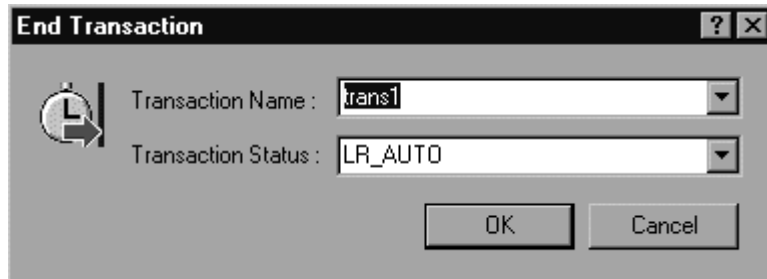 End Transaction
Transaction Name : trans1
Transaction Status : LR_AUTO
OK Cancel